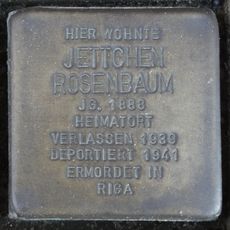 HIER WOHNTE
JETTCHEN
ROSENBAUM
JG. 1888
HEIMATORT
VERLASSEN 1939
DEPORTIERT 1941
ERMORDET IN
RIGA